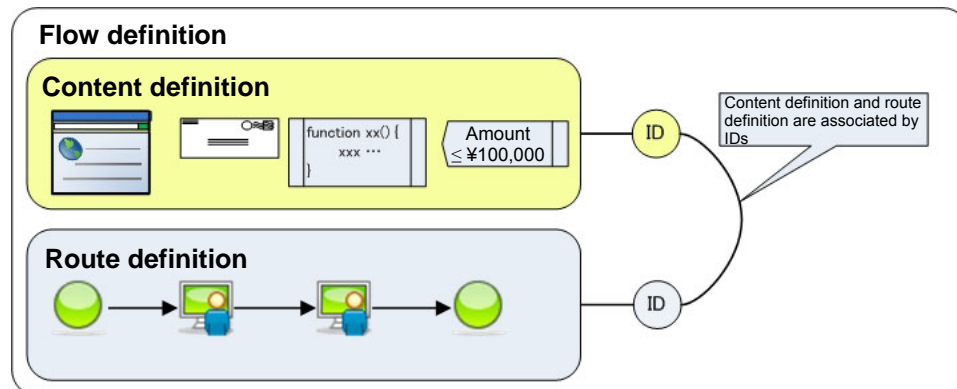 Flow definition
Content definition
function xx() {
xxx …
}
Amount
≤ ¥100,000
ID
Content definition and route
definition are associated by
IDs
Route definition
ID